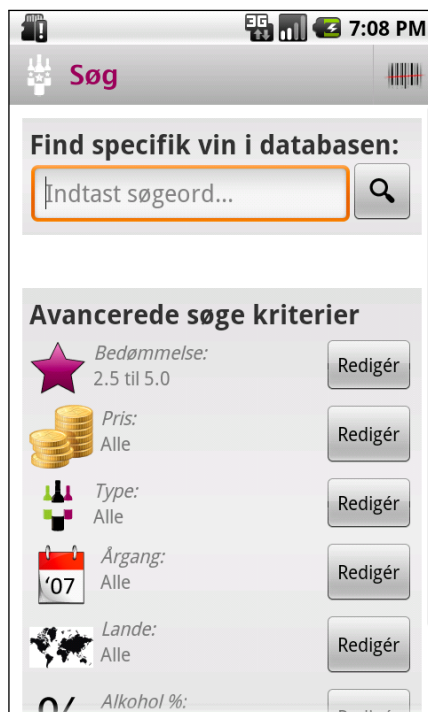 3G 7:08 PM
Søg
Find specifik vin i databasen:
Indtast søgeord...
Avancerede søge kriterier
Bedømmelse:
2.5 til 5.0
Redigér
Pris:
Alle
Redigér
Type:
Alle
Redigér
Årgang:
'07
Alle
Redigér
Lande:
Alle
Redigér
Alkohol %:
%
Redigér